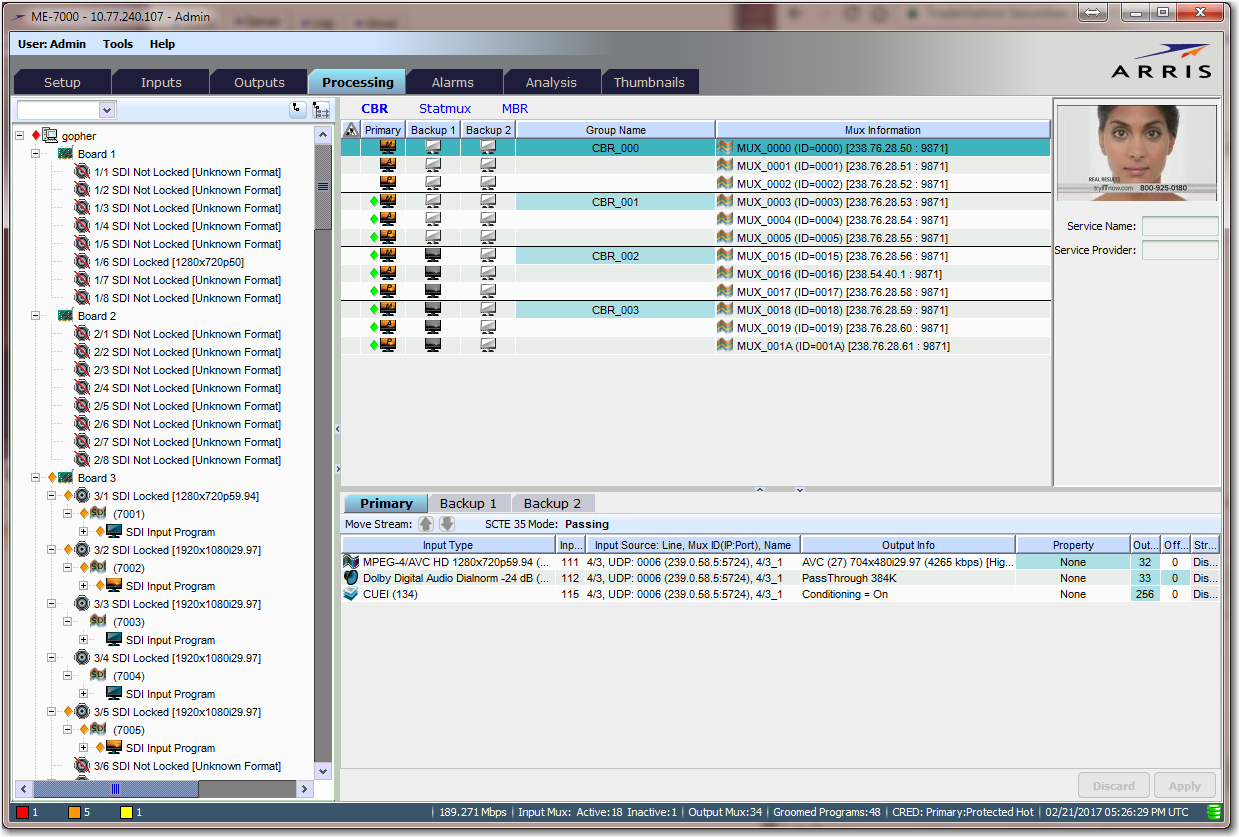 ME-7000 - 10.77.240.107 - Admin
User: Admin Tools Help
ARRIS
Setup Inputs Outputs Processing Alarms Analysis Thumbnails
CBR Statmux MBR
Primary Backup 1 Backup 2 Group Name Mux Information
CBR_000 MUX_0000 (ID=0000) [238.76.28.50 : 9871]
MUX_0001 (ID=0001) [238.76.28.51 : 9871]
MUX_0002 (ID=0002) [238.76.28.52 : 9871]
CBR_001 MUX_0003 (ID=0003) [238.76.28.53 : 9871]
MUX_0004 (ID=0004) [238.76.28.54 : 9871]
MUX_0005 (ID=0005) [238.76.28.55 : 9871]
CBR_002 MUX_0015 (ID=0015) [238.76.28.56 : 9871]
MUX_0016 (ID=0016) [238.54.40.1 : 9871]
MUX_0017 (ID=0017) [238.76.28.58 : 9871]
CBR_003 MUX_0018 (ID=0018) [238.76.28.59 : 9871]
MUX_0019 (ID=0019) [238.76.28.60 : 9871]
MUX_001A (ID=001A) [238.76.28.61 : 9871]
REAL RESULTS
tryITnow.com 800-925-0180
Service Name:
Service Provider:
gopher
Board 1
1/1 SDI Not Locked [Unknown Format]
1/2 SDI Not Locked [Unknown Format]
1/3 SDI Not Locked [Unknown Format]
1/4 SDI Not Locked [Unknown Format]
1/5 SDI Not Locked [Unknown Format]
1/6 SDI Locked [1280x720p50]
1/7 SDI Not Locked [Unknown Format]
1/8 SDI Not Locked [Unknown Format]
Board 2
2/1 SDI Not Locked [Unknown Format]
2/2 SDI Not Locked [Unknown Format]
2/3 SDI Not Locked [Unknown Format]
2/4 SDI Not Locked [Unknown Format]
2/5 SDI Not Locked [Unknown Format]
2/6 SDI Not Locked [Unknown Format]
2/7 SDI Not Locked [Unknown Format]
2/8 SDI Not Locked [Unknown Format]
Board 3
3/1 SDI Locked [1280x720p59.94]
SDI (7001)
SDI Input Program
3/2 SDI Locked [1920x1080i29.97]
SDI (7002)
SDI Input Program
3/3 SDI Locked [1920x1080i29.97]
SDI (7003)
SDI Input Program
3/4 SDI Locked [1920x1080i29.97]
SDI (7004)
SDI Input Program
3/5 SDI Locked [1920x1080i29.97]
SDI (7005)
SDI Input Program
3/6 SDI Not Locked [Unknown Format]
Primary Backup 1 Backup 2
Move Stream: SCTE 35 Mode: Passing
Input Type Inp... Input Source: Line, Mux ID(IP:Port), Name Output Info Property Out... Off... Str...
MPEG-4/AVC HD 1280x720p59.94 (... 111 4/3, UDP: 0006 (239.0.58.5:5724), 4/3_1 AVC (27) 704x480i29.97 (4265 kbps) [Hig... None 32 0 Dis...
Dolby Digital Audio Dialnorm -24 dB (... 112 4/3, UDP: 0006 (239.0.58.5:5724), 4/3_1 PassThrough 384K None 33 0 Dis...
CUEI (134) 115 4/3, UDP: 0006 (239.0.58.5:5724), 4/3_1 Conditioning = On None 256 0 Dis...
Discard Apply
1 5 1 189.271 Mbps Input Mux: Active:18 Inactive:1 Output Mux:34 Groomed Programs:48 CRED: Primary:Protected Hot 02/21/2017 05:26:29 PM UTC